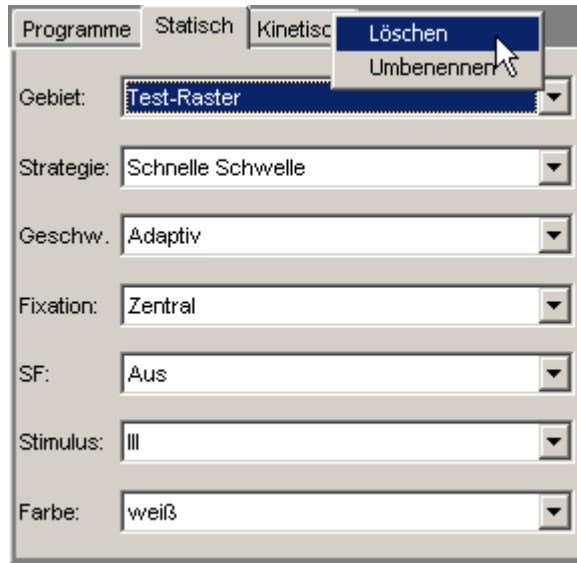 Programme Statisch Kinetisc Löschen
Umbenennen
Gebiet: Test-Raster
Strategie: Schnelle Schwelle
Geschw. Adaptiv
Fixation: Zentral
SF: Aus
Stimulus: III
Farbe: weiß